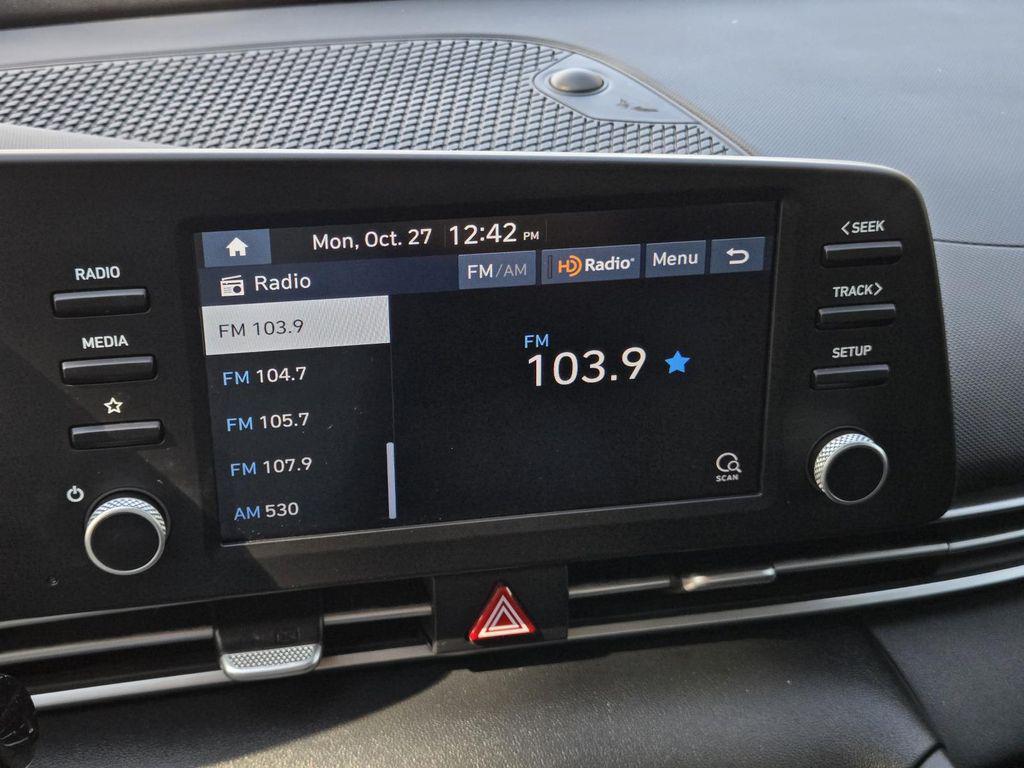 RADIO
MEDIA
Mon, Oct. 27 12:42 PM
Radio
FM/AM
HD Radio®
Menu
FM 103.9
FM 104.7
FM 105.7
FM 107.9
AM 530
FM
103.9
SCAN
<SEEK
TRACK>
SETUP